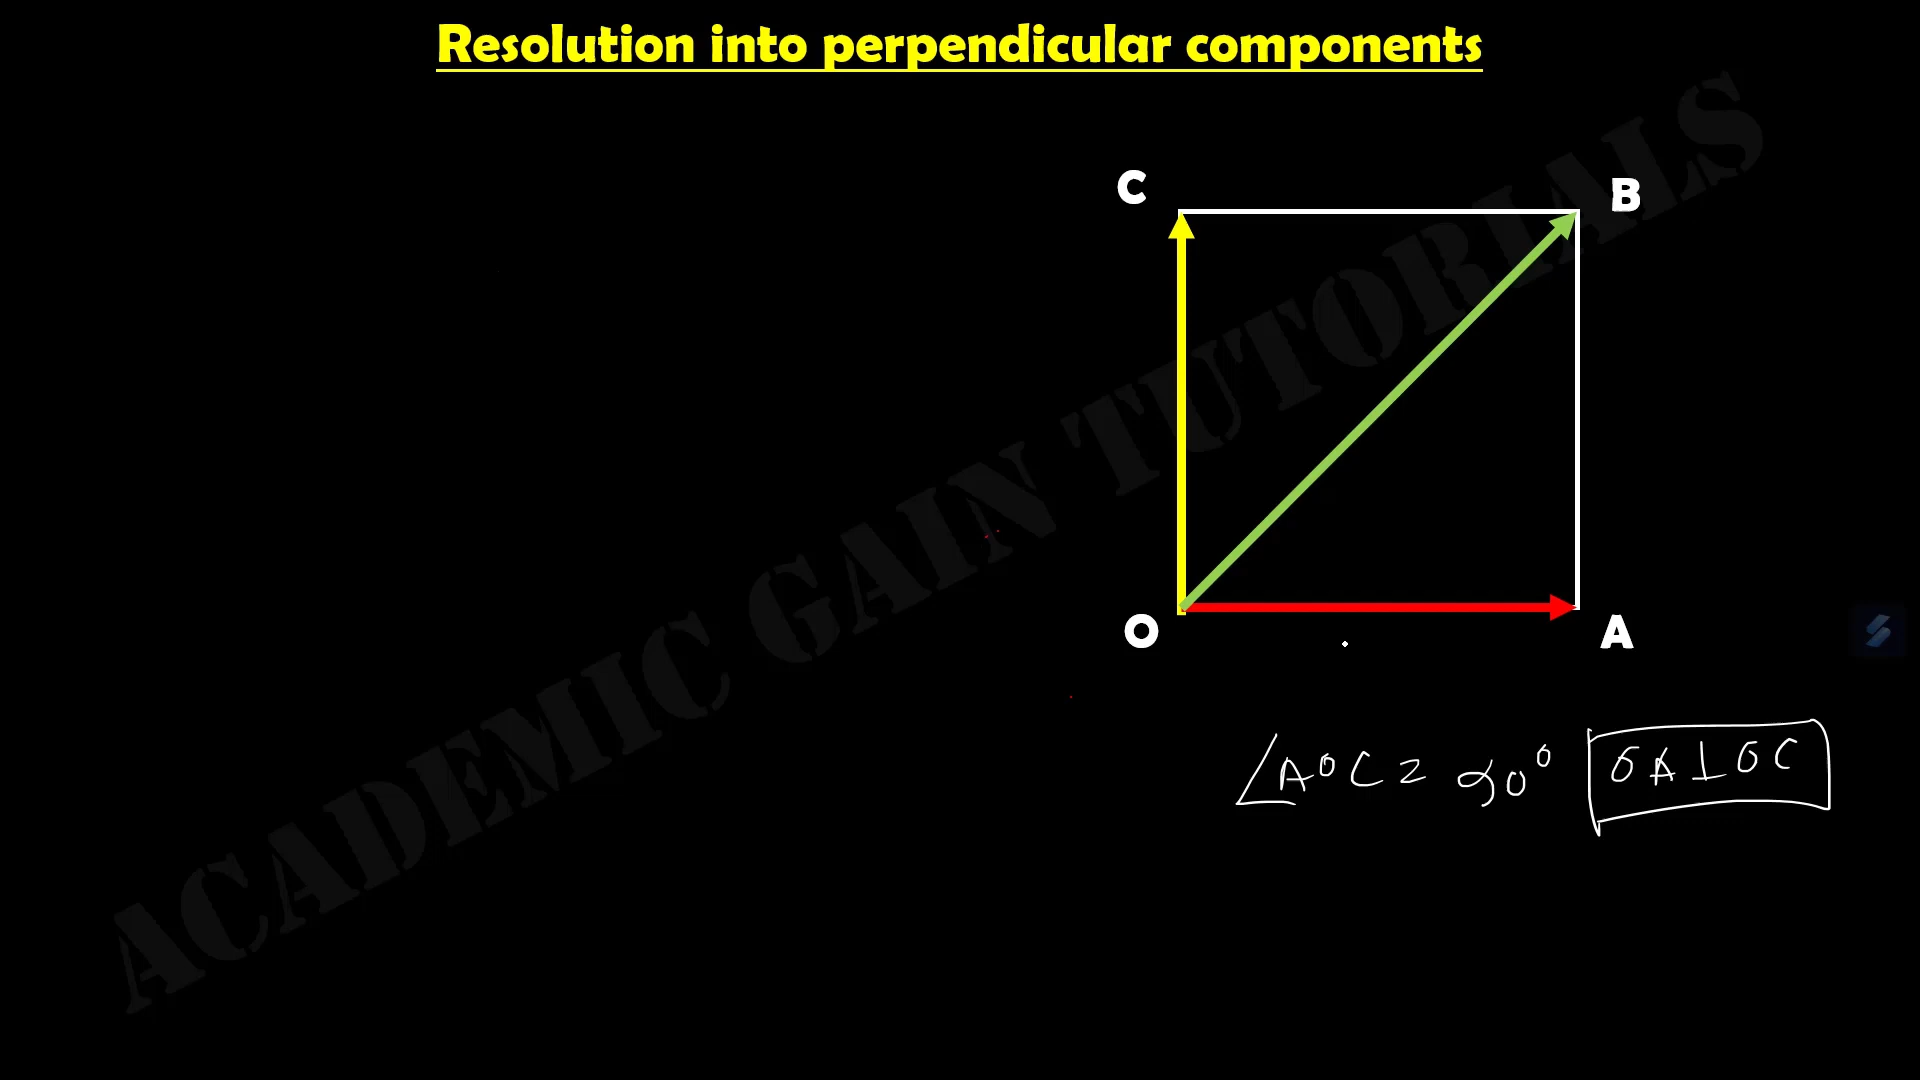 Resolution into perpendicular components
C
B
O
A
∠AOC = 90° OA ⊥ OC
ACADEMIC GAIN TUTORIALS